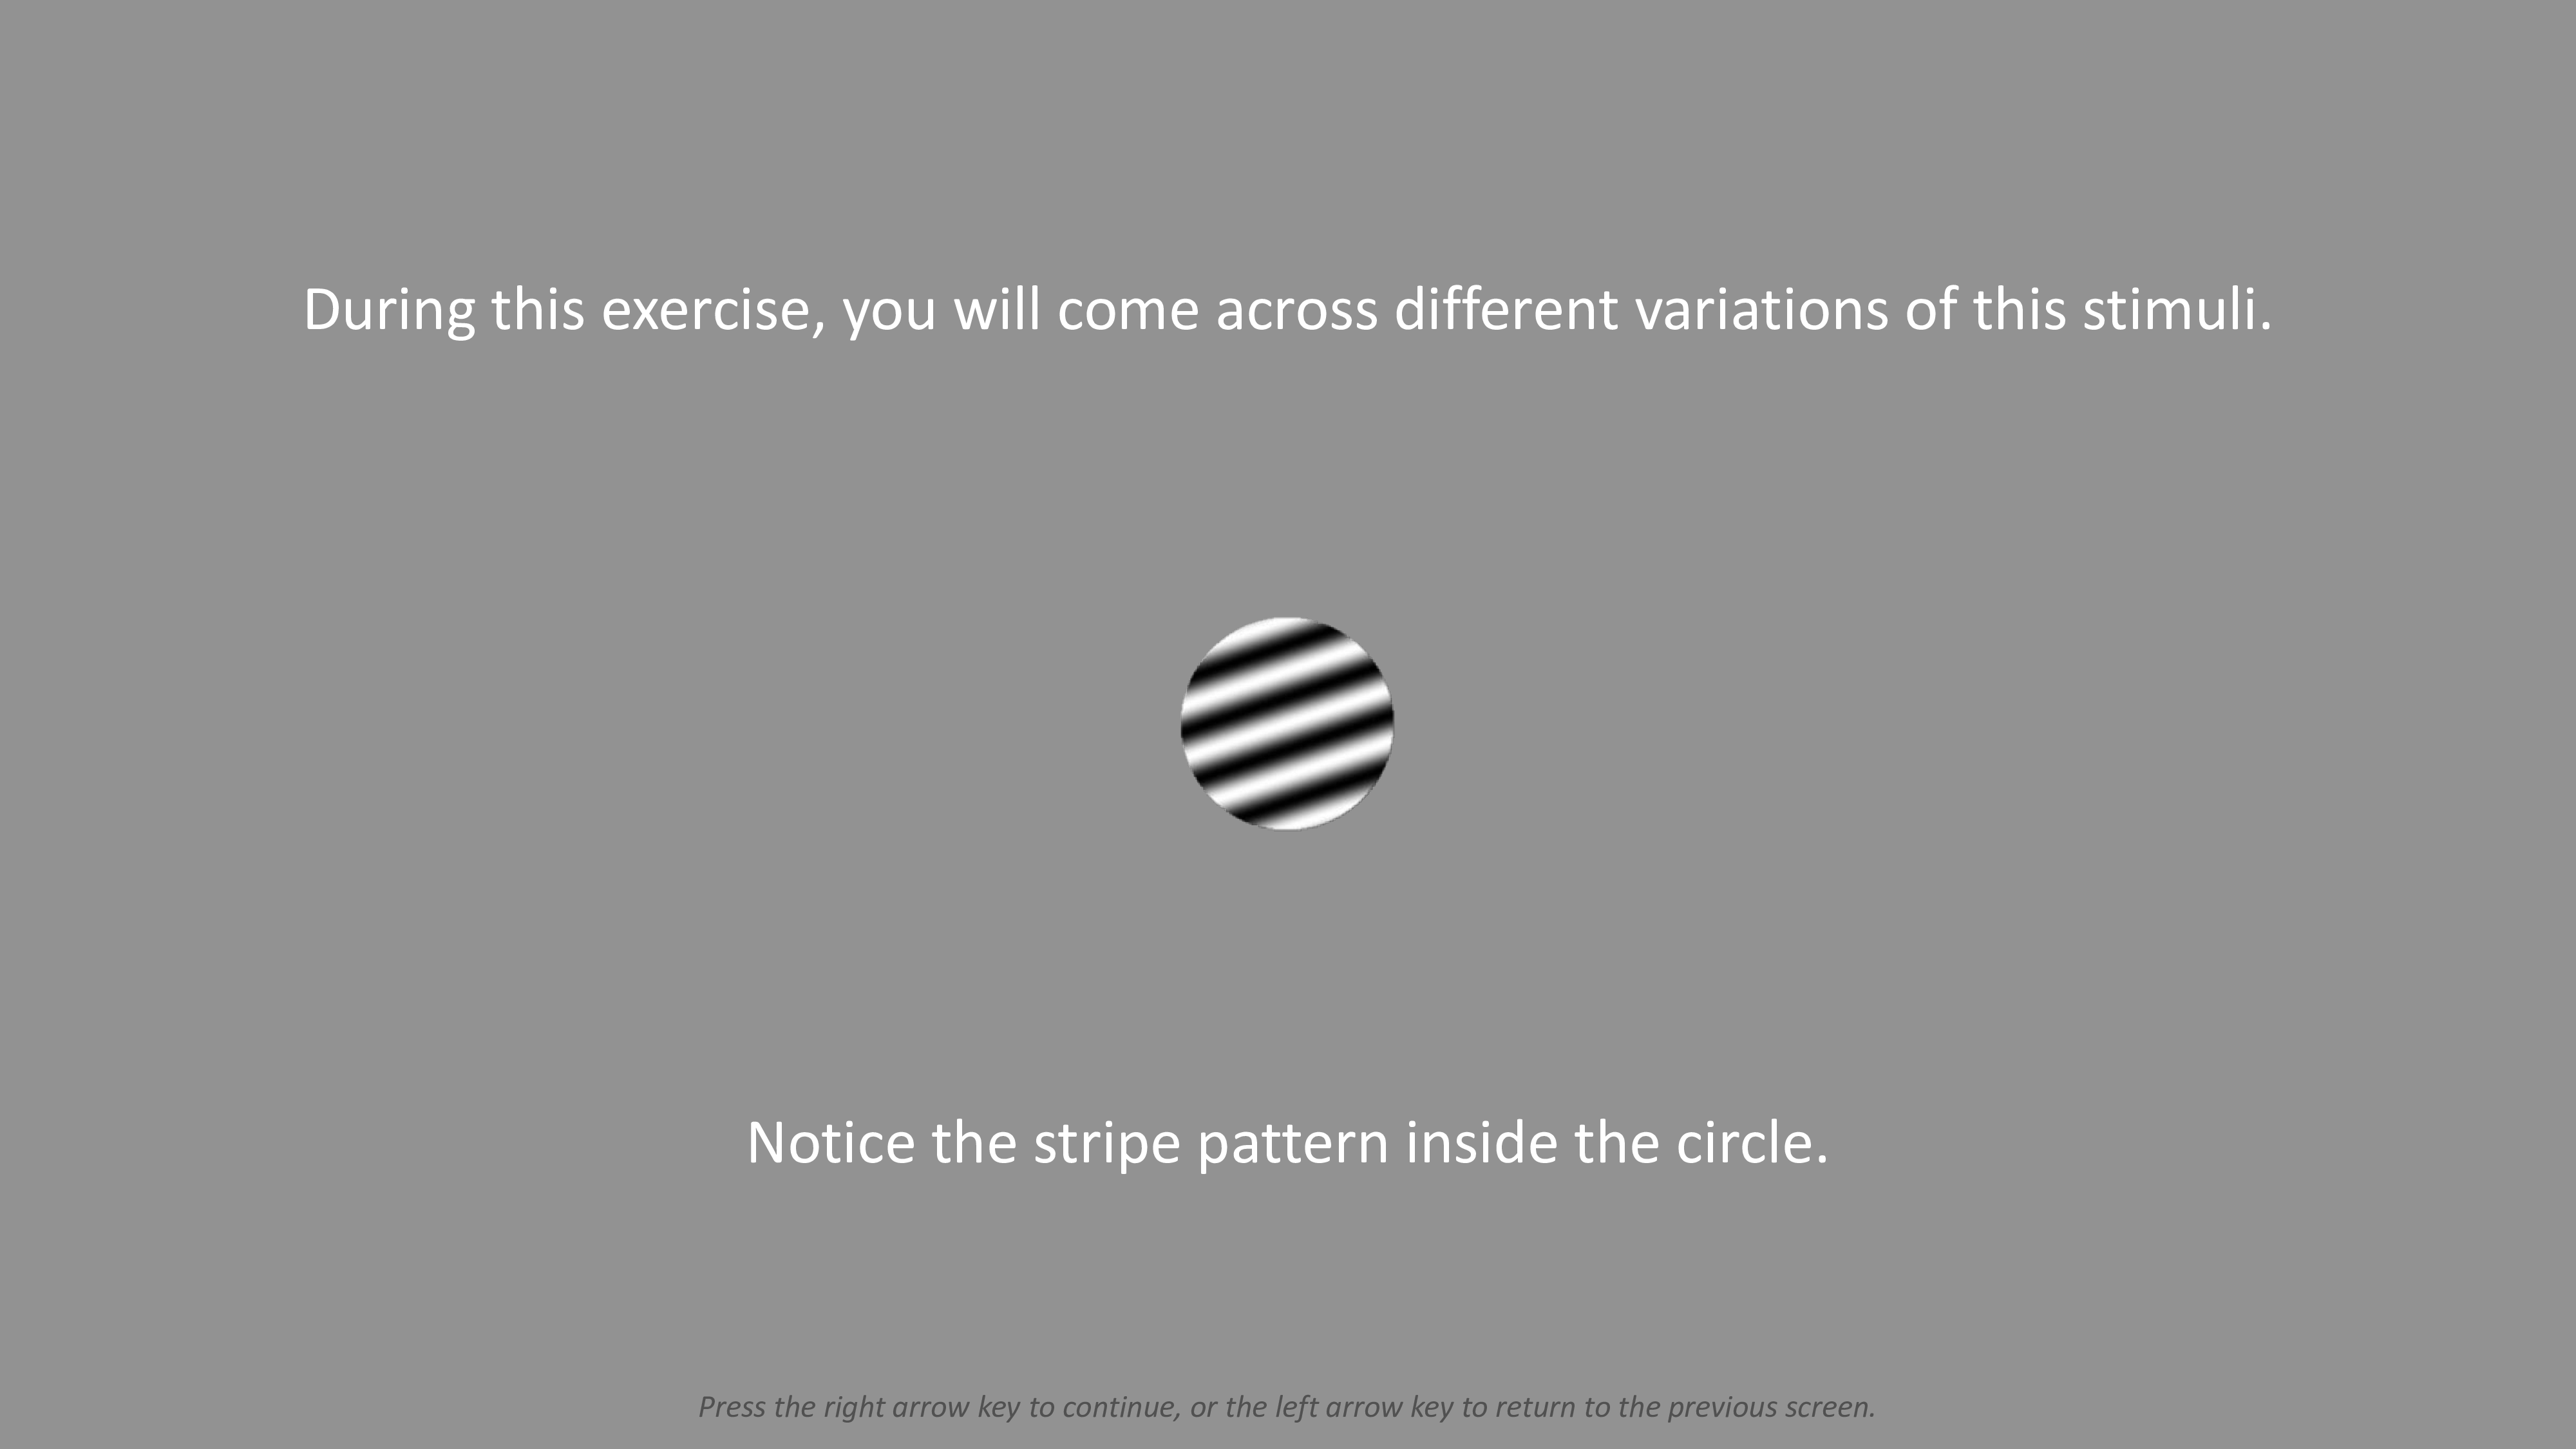 During this exercise, you will come across different variations of this stimuli.
Notice the stripe pattern inside the circle.
Press the right arrow key to continue, or the left arrow key to return to the previous screen.